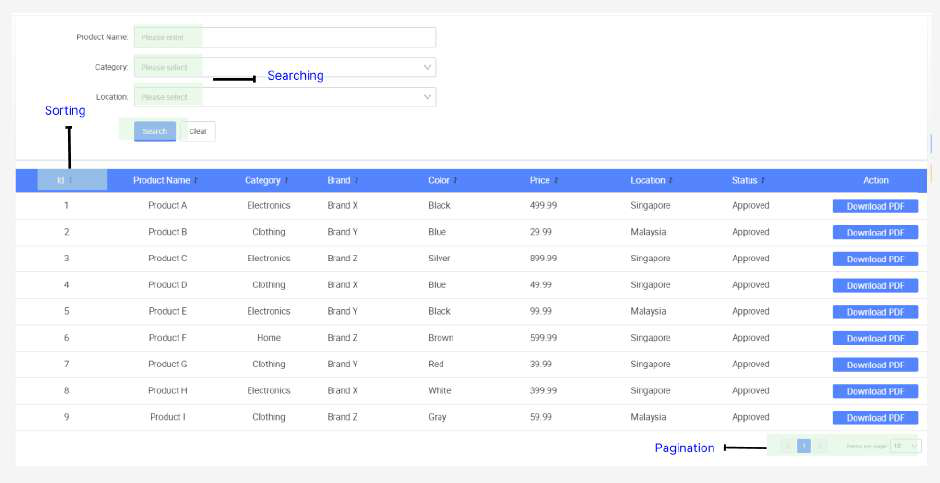 Product Name: Please enter
Category: Please select
Searching
Location: Please select
Sorting
Search Clear
Id Product Name Category Brand Color Price Location Status Action
1 Product A Electronics Brand X Black 499.99 Singapore Approved Download PDF
2 Product B Clothing Brand Y Blue 29.99 Malaysia Approved Download PDF
3 Product C Electronics Brand Z Silver 899.99 Singapore Approved Download PDF
4 Product D Clothing Brand X Blue 49.99 Singapore Approved Download PDF
5 Product E Electronics Brand Y Black 99.99 Malaysia Approved Download PDF
6 Product F Home Brand Z Brown 599.99 Singapore Approved Download PDF
7 Product G Clothing Brand Y Red 39.99 Singapore Approved Download PDF
8 Product H Electronics Brand X White 399.99 Singapore Approved Download PDF
9 Product I Clothing Brand Z Gray 59.99 Malaysia Approved Download PDF
Pagination 1 Items per page: 10